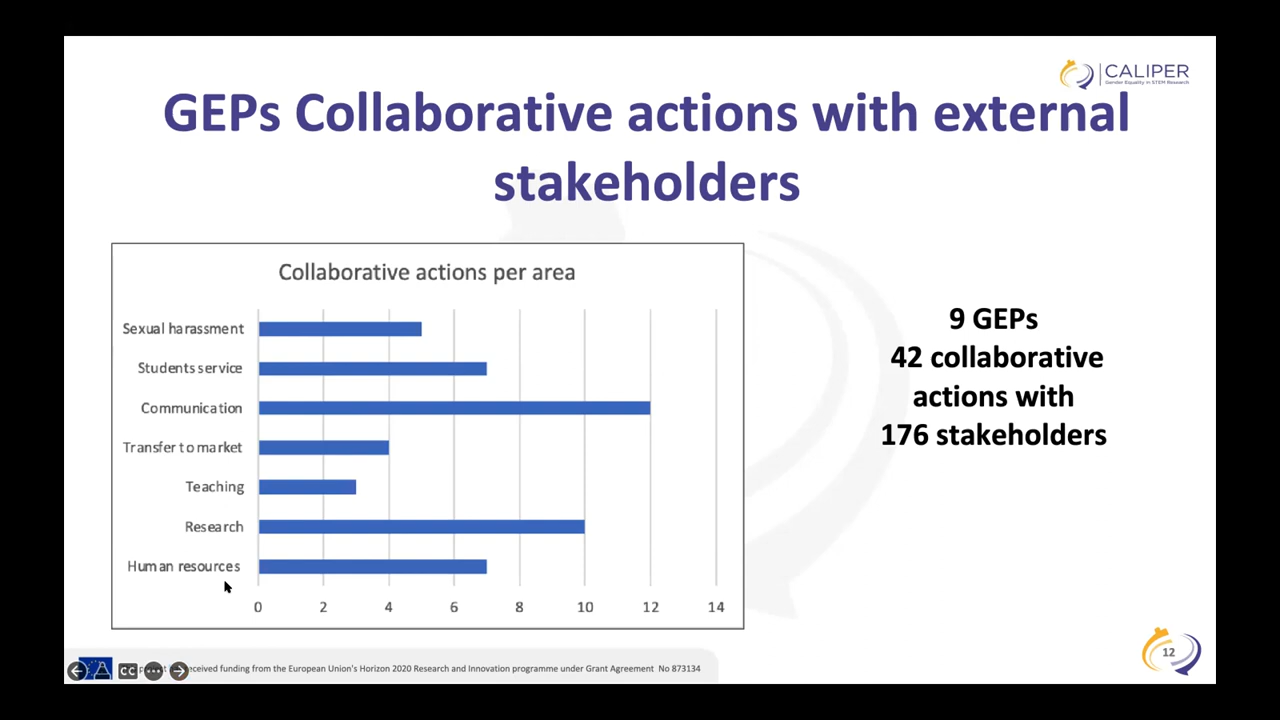 CALIPER
Gender Equality in STEM Research
GEPs Collaborative actions with external
stakeholders
Collaborative actions per area
Sexual harassment
Students service
Communication
Transfer to market
Teaching
Research
Human resources
0 2 4 6 8 10 12 14
9 GEPs
42 collaborative
actions with
176 stakeholders
CC
received funding from the European Union's Horizon 2020 Research and Innovation programme under Grant Agreement No 873134
12